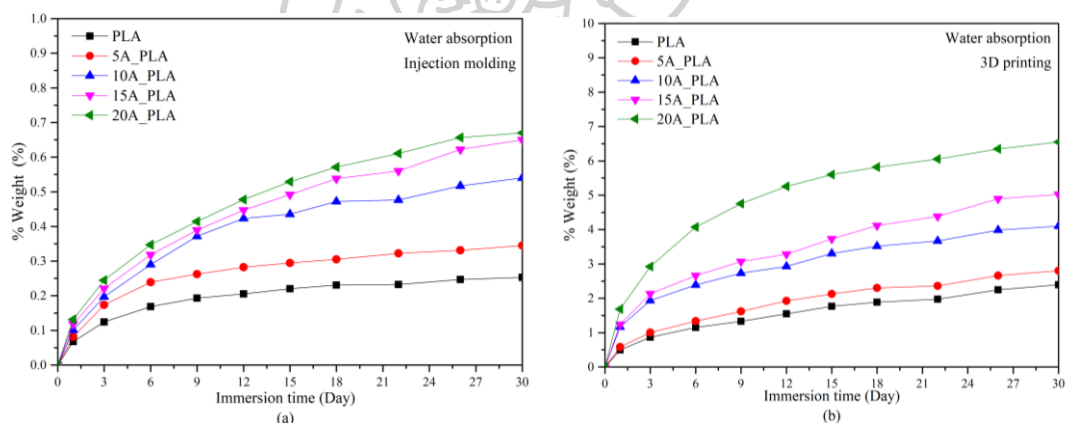 1.0
0.9
0.8
0.7
0.6
0.5
0.4
0.3
0.2
0.1
0.0
% Weight (%)
PLA
5A_PLA
10A_PLA
15A_PLA
20A_PLA
Water absorption
Injection molding
0 3 6 9 12 15 18 21 24 27 30
Immersion time (Day)
(a)
10
9
8
7
6
5
4
3
2
1
0
% Weight (%)
PLA
5A_PLA
10A_PLA
15A_PLA
20A_PLA
Water absorption
3D printing
0 3 6 9 12 15 18 21 24 27 30
Immersion time (Day)
(b)